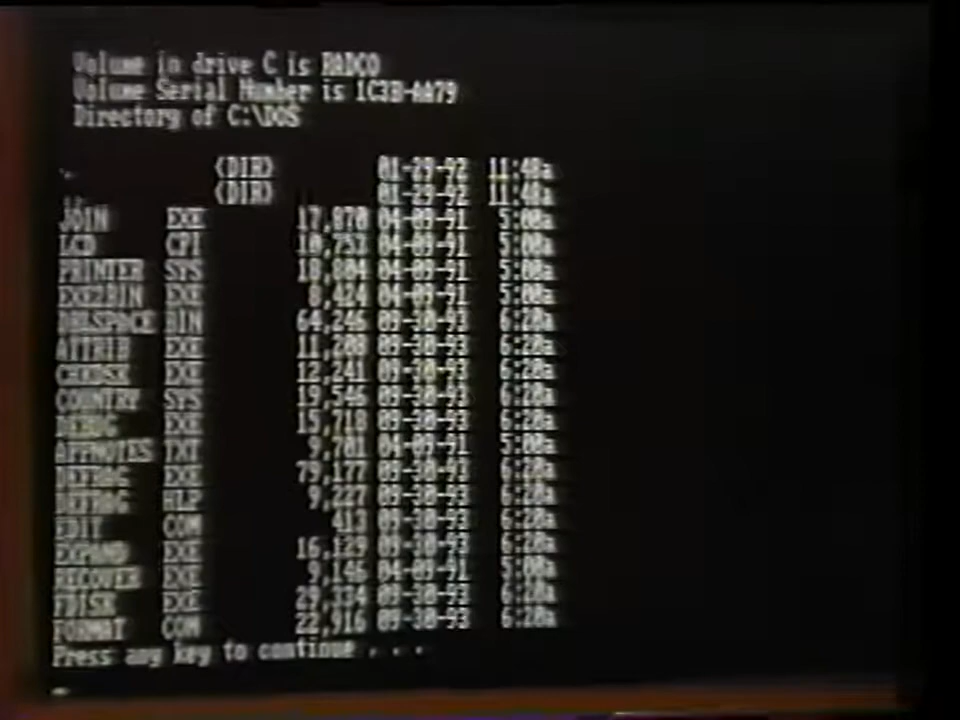 Volume in drive C is RADCO
Volume Serial Number is 1C3B-AA79
Directory of C:\DOS
. <DIR> 01-29-92 11:48a
.. <DIR> 01-29-92 11:48a
JOIN EXE 17,870 04-09-91 5:00a
LCD CPI 10,753 04-09-91 5:00a
PRINTER SYS 18,804 04-09-91 5:00a
EXE2BIN EXE 8,424 04-09-91 5:00a
DBLSPACE BIN 64,246 09-30-93 6:20a
ATTRIB EXE 11,208 09-30-93 6:20a
CHKDSK EXE 12,241 09-30-93 6:20a
COUNTRY SYS 19,546 09-30-93 6:20a
DEBUG EXE 15,718 09-30-93 6:20a
APPNOTES TXT 9,701 04-09-91 5:00a
DEFRAG EXE 79,177 09-30-93 6:20a
DEFRAG HLP 9,227 09-30-93 6:20a
EDIT COM 413 09-30-93 6:20a
EXPAND EXE 16,129 09-30-93 6:20a
RECOVER EXE 9,146 04-09-91 5:00a
FDISK EXE 29,334 09-30-93 6:20a
FORMAT COM 22,916 09-30-93 6:20a
Press any key to continue . . .